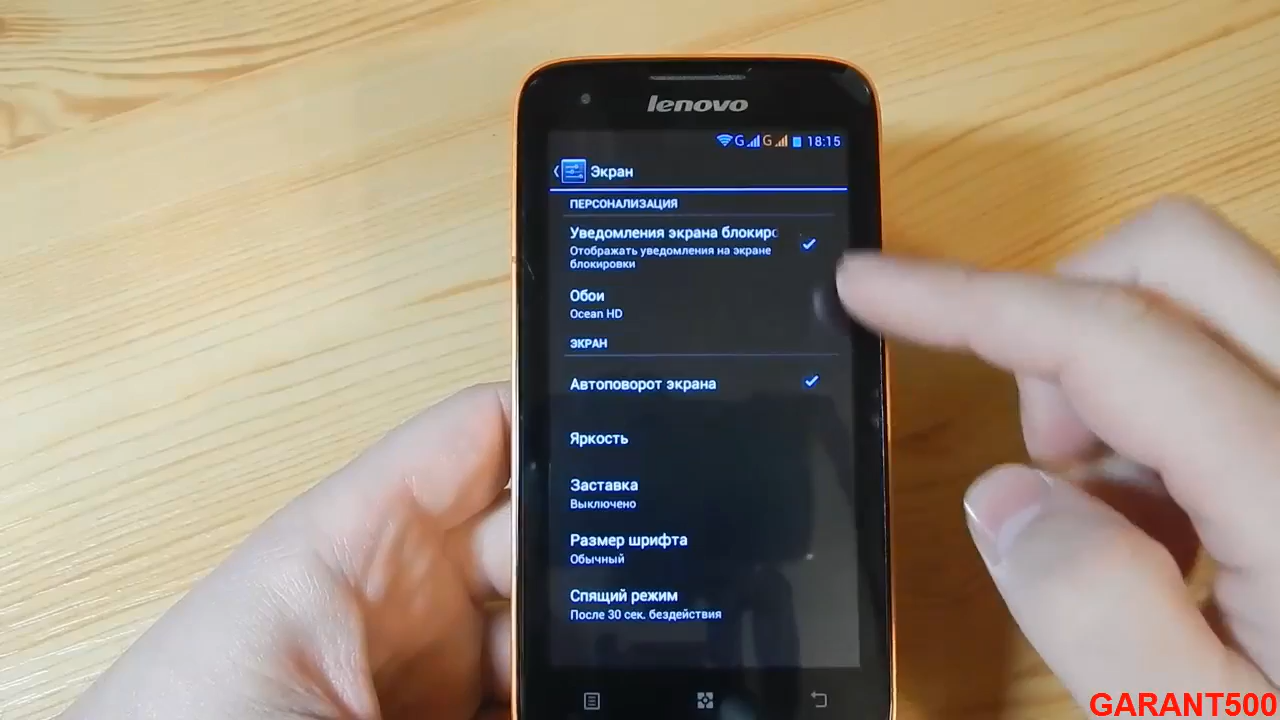 lenovo
G G 18:15
Экран
ПЕРСОНАЛИЗАЦИЯ
Уведомления экрана блокирс
Отображать уведомления на экране
блокировки
Обои
Ocean HD
ЭКРАН
Автоповорот экрана
Яркость
Заставка
Выключено
Размер шрифта
Обычный
Спящий режим
После 30 сек. бездействия
GARANT500